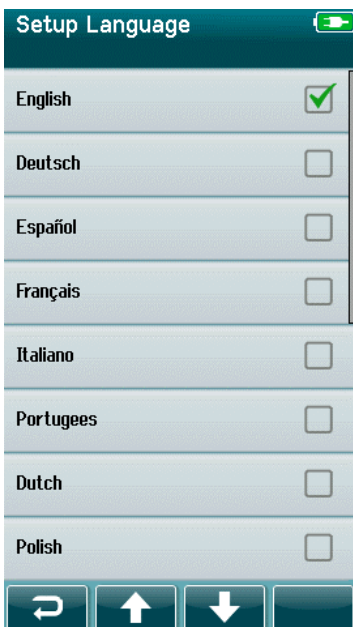 Setup Language
English
Deutsch
Español
Français
Italiano
Portugees
Dutch
Polish